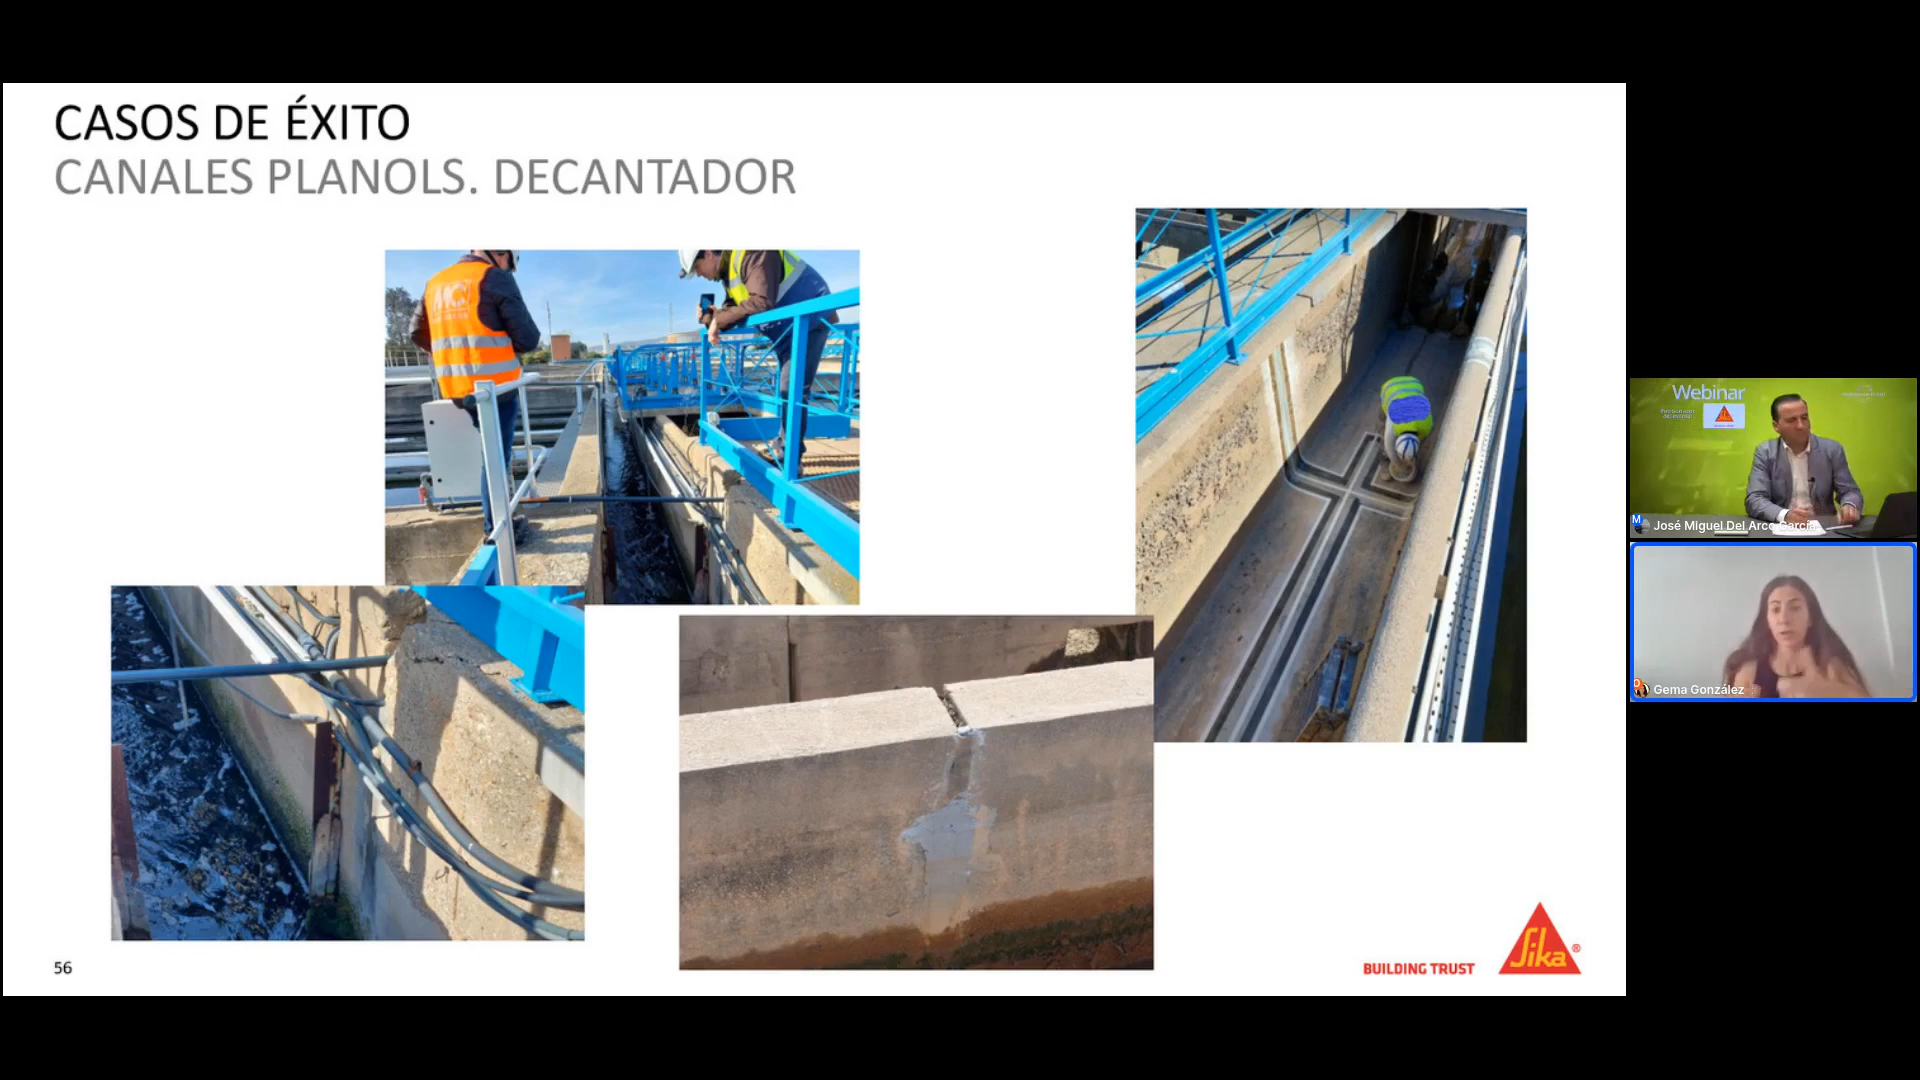 CASOS DE ÉXITO
CANALES PLANOLS. DECANTADOR
56
BUILDING TRUST
Sika®
Webinar
M
José Miguel Del Arco García
Gema González